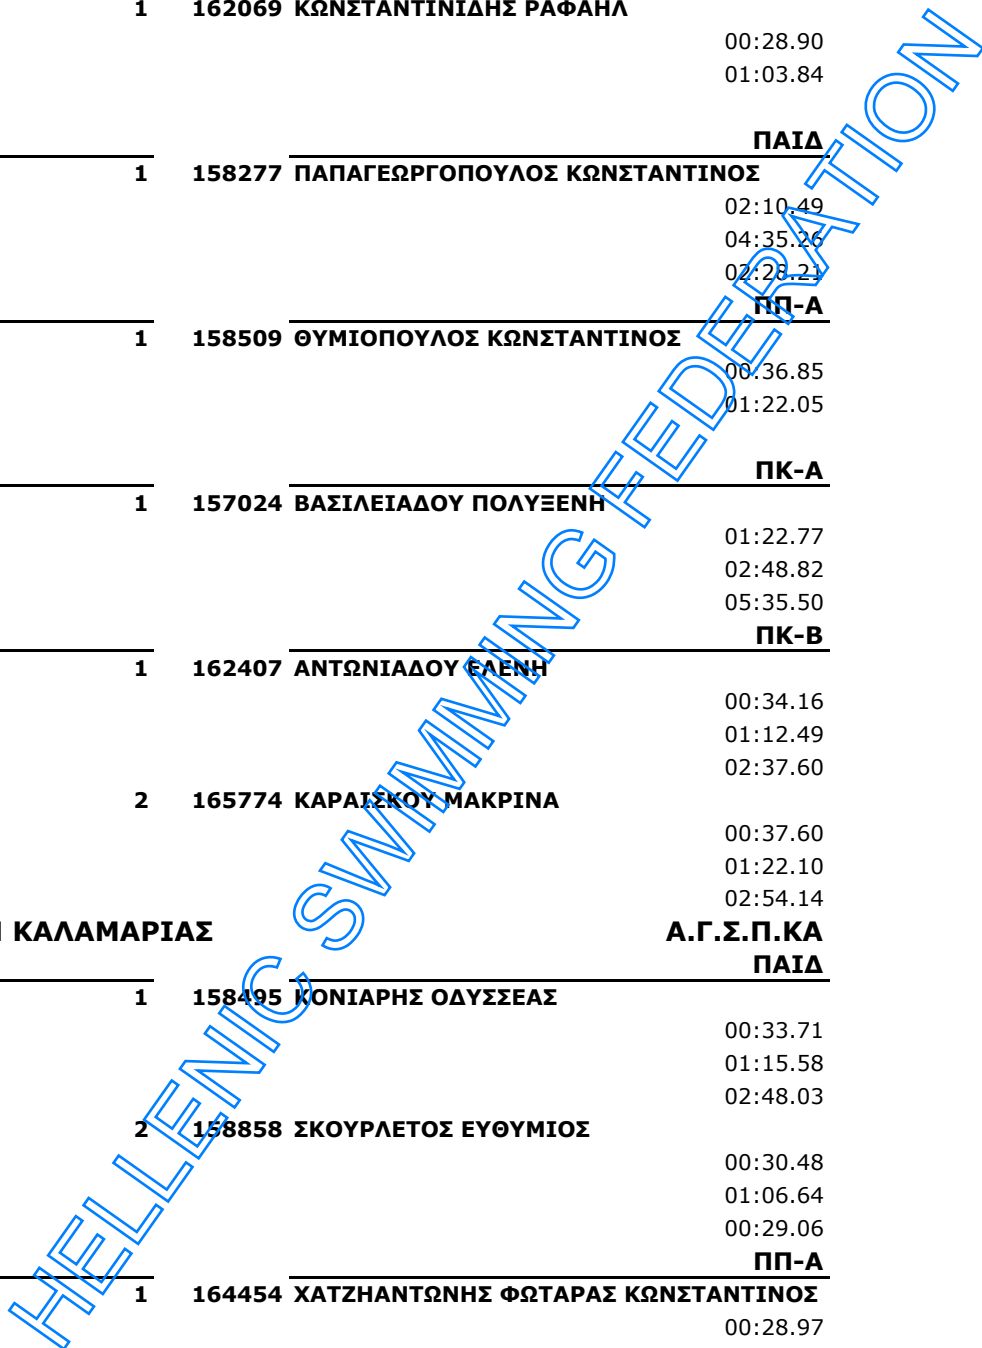 1 162069 ΚΩΝΣΤΑΝΤΙΝΙΔΗΣ ΡΑΦΑΗΛ
00:28.90
01:03.84
ΠΑΙΔ
1 158277 ΠΑΠΑΓΕΩΡΓΟΠΟΥΛΟΣ ΚΩΝΣΤΑΝΤΙΝΟΣ
02:10.49
04:35.26
02:28.21
ΠΠ-Α
1 158509 ΘΥΜΙΟΠΟΥΛΟΣ ΚΩΝΣΤΑΝΤΙΝΟΣ
00:36.85
01:22.05
ΠΚ-Α
1 157024 ΒΑΣΙΛΕΙΑΔΟΥ ΠΟΛΥΞΕΝΗ
01:22.77
02:48.82
05:35.50
ΠΚ-Β
1 162407 ΑΝΤΩΝΙΑΔΟΥ ΕΛΕΝΗ
00:34.16
01:12.49
02:37.60
2 165774 ΚΑΡΑΙΣΚΟΥ ΜΑΚΡΙΝΑ
00:37.60
01:22.10
02:54.14
ΚΑΛΑΜΑΡΙΑΣ Α.Γ.Σ.Π.ΚΑ
ΠΑΙΔ
1 158495 ΚΟΝΙΑΡΗΣ ΟΔΥΣΣΕΑΣ
00:33.71
01:15.58
02:48.03
2 158858 ΣΚΟΥΡΛΕΤΟΣ ΕΥΘΥΜΙΟΣ
00:30.48
01:06.64
00:29.06
ΠΠ-Α
1 164454 ΧΑΤΖΗΑΝΤΩΝΗΣ ΦΩΤΑΡΑΣ ΚΩΝΣΤΑΝΤΙΝΟΣ
00:28.97
HELLENIC SWIMMING FEDERATION